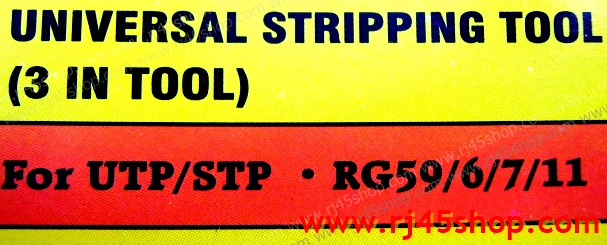 UNIVERSAL STRIPPING TOOL
(3 IN TOOL)
For UTP/STP • RG59/6/7/11
www.rj45shop.com